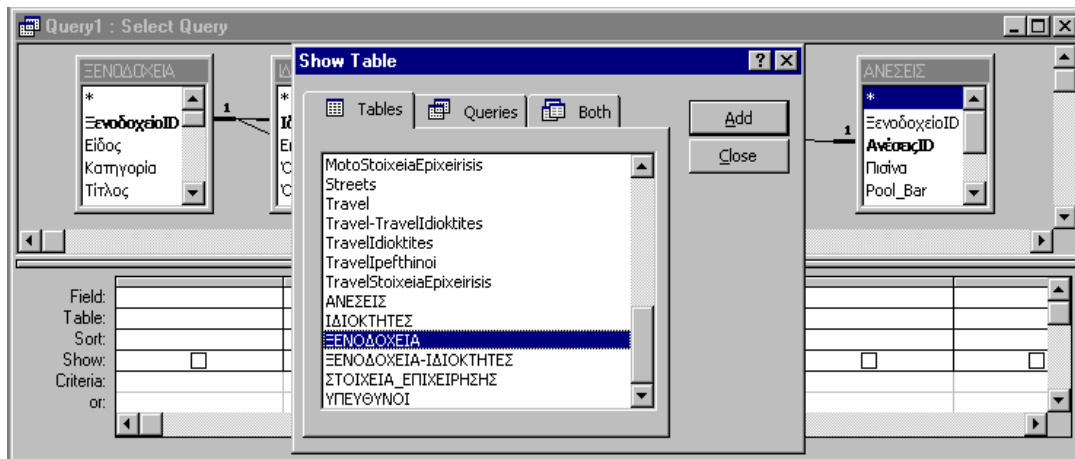 Query1 : Select Query
ΞΕΝΟΔΟΧΕΙΑ
*
ΞενοδοχείοID
Είδος
Κατηγορία
Τίτλος
1
*
Show Table
Tables
Queries
Both
MotoStoixeiaEpixeirisis
Streets
Travel
Travel-TravelIdioktites
TravelIdioktites
TravelIpefthinoi
TravelStoixeiaEpixeirisis
ΑΝΕΣΕΙΣ
ΙΔΙΟΚΤΗΤΕΣ
ΞΕΝΟΔΟΧΕΙΑ
ΞΕΝΟΔΟΧΕΙΑ-ΙΔΙΟΚΤΗΤΕΣ
ΣΤΟΙΧΕΙΑ_ΕΠΙΧΕΙΡΗΣΗΣ
ΥΠΕΥΘΥΝΟΙ
Add
Close
1
ΑΝΕΣΕΙΣ
*
ΞενοδοχείοID
ΑνέσειςID
Πισίνα
Pool_Bar
Field:
Table:
Sort:
Show:
Criteria:
or: